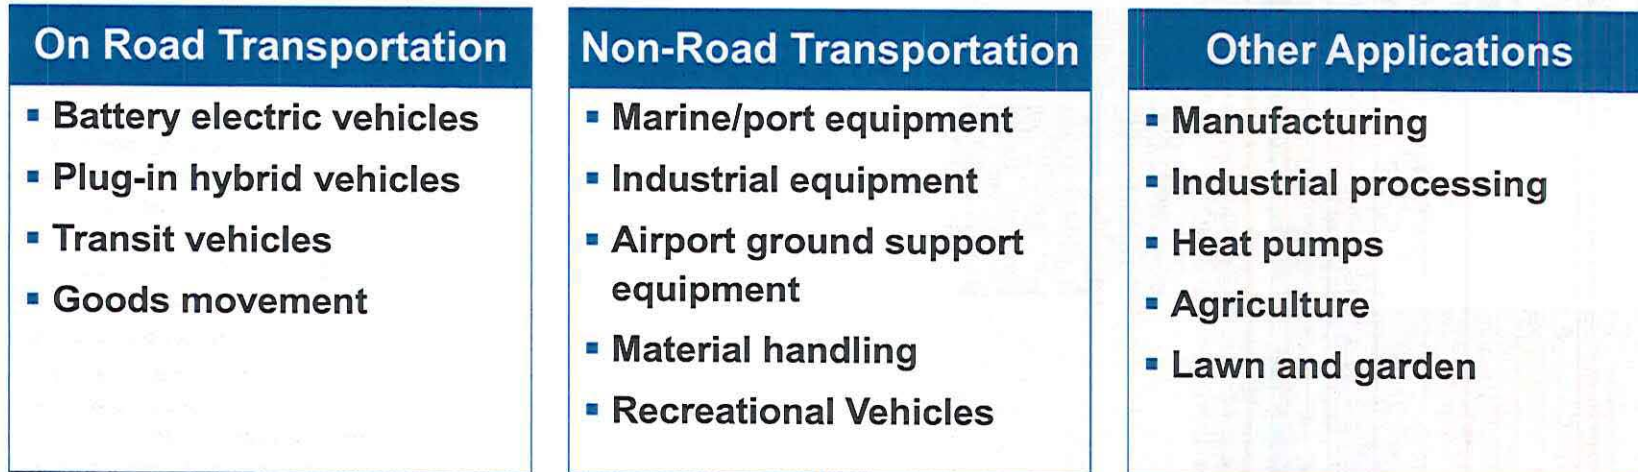 On Road Transportation
▪ Battery electric vehicles
▪ Plug-in hybrid vehicles
▪ Transit vehicles
▪ Goods movement
Non-Road Transportation
▪ Marine/port equipment
▪ Industrial equipment
▪ Airport ground support
equipment
▪ Material handling
▪ Recreational Vehicles
Other Applications
▪ Manufacturing
▪ Industrial processing
▪ Heat pumps
▪ Agriculture
▪ Lawn and garden